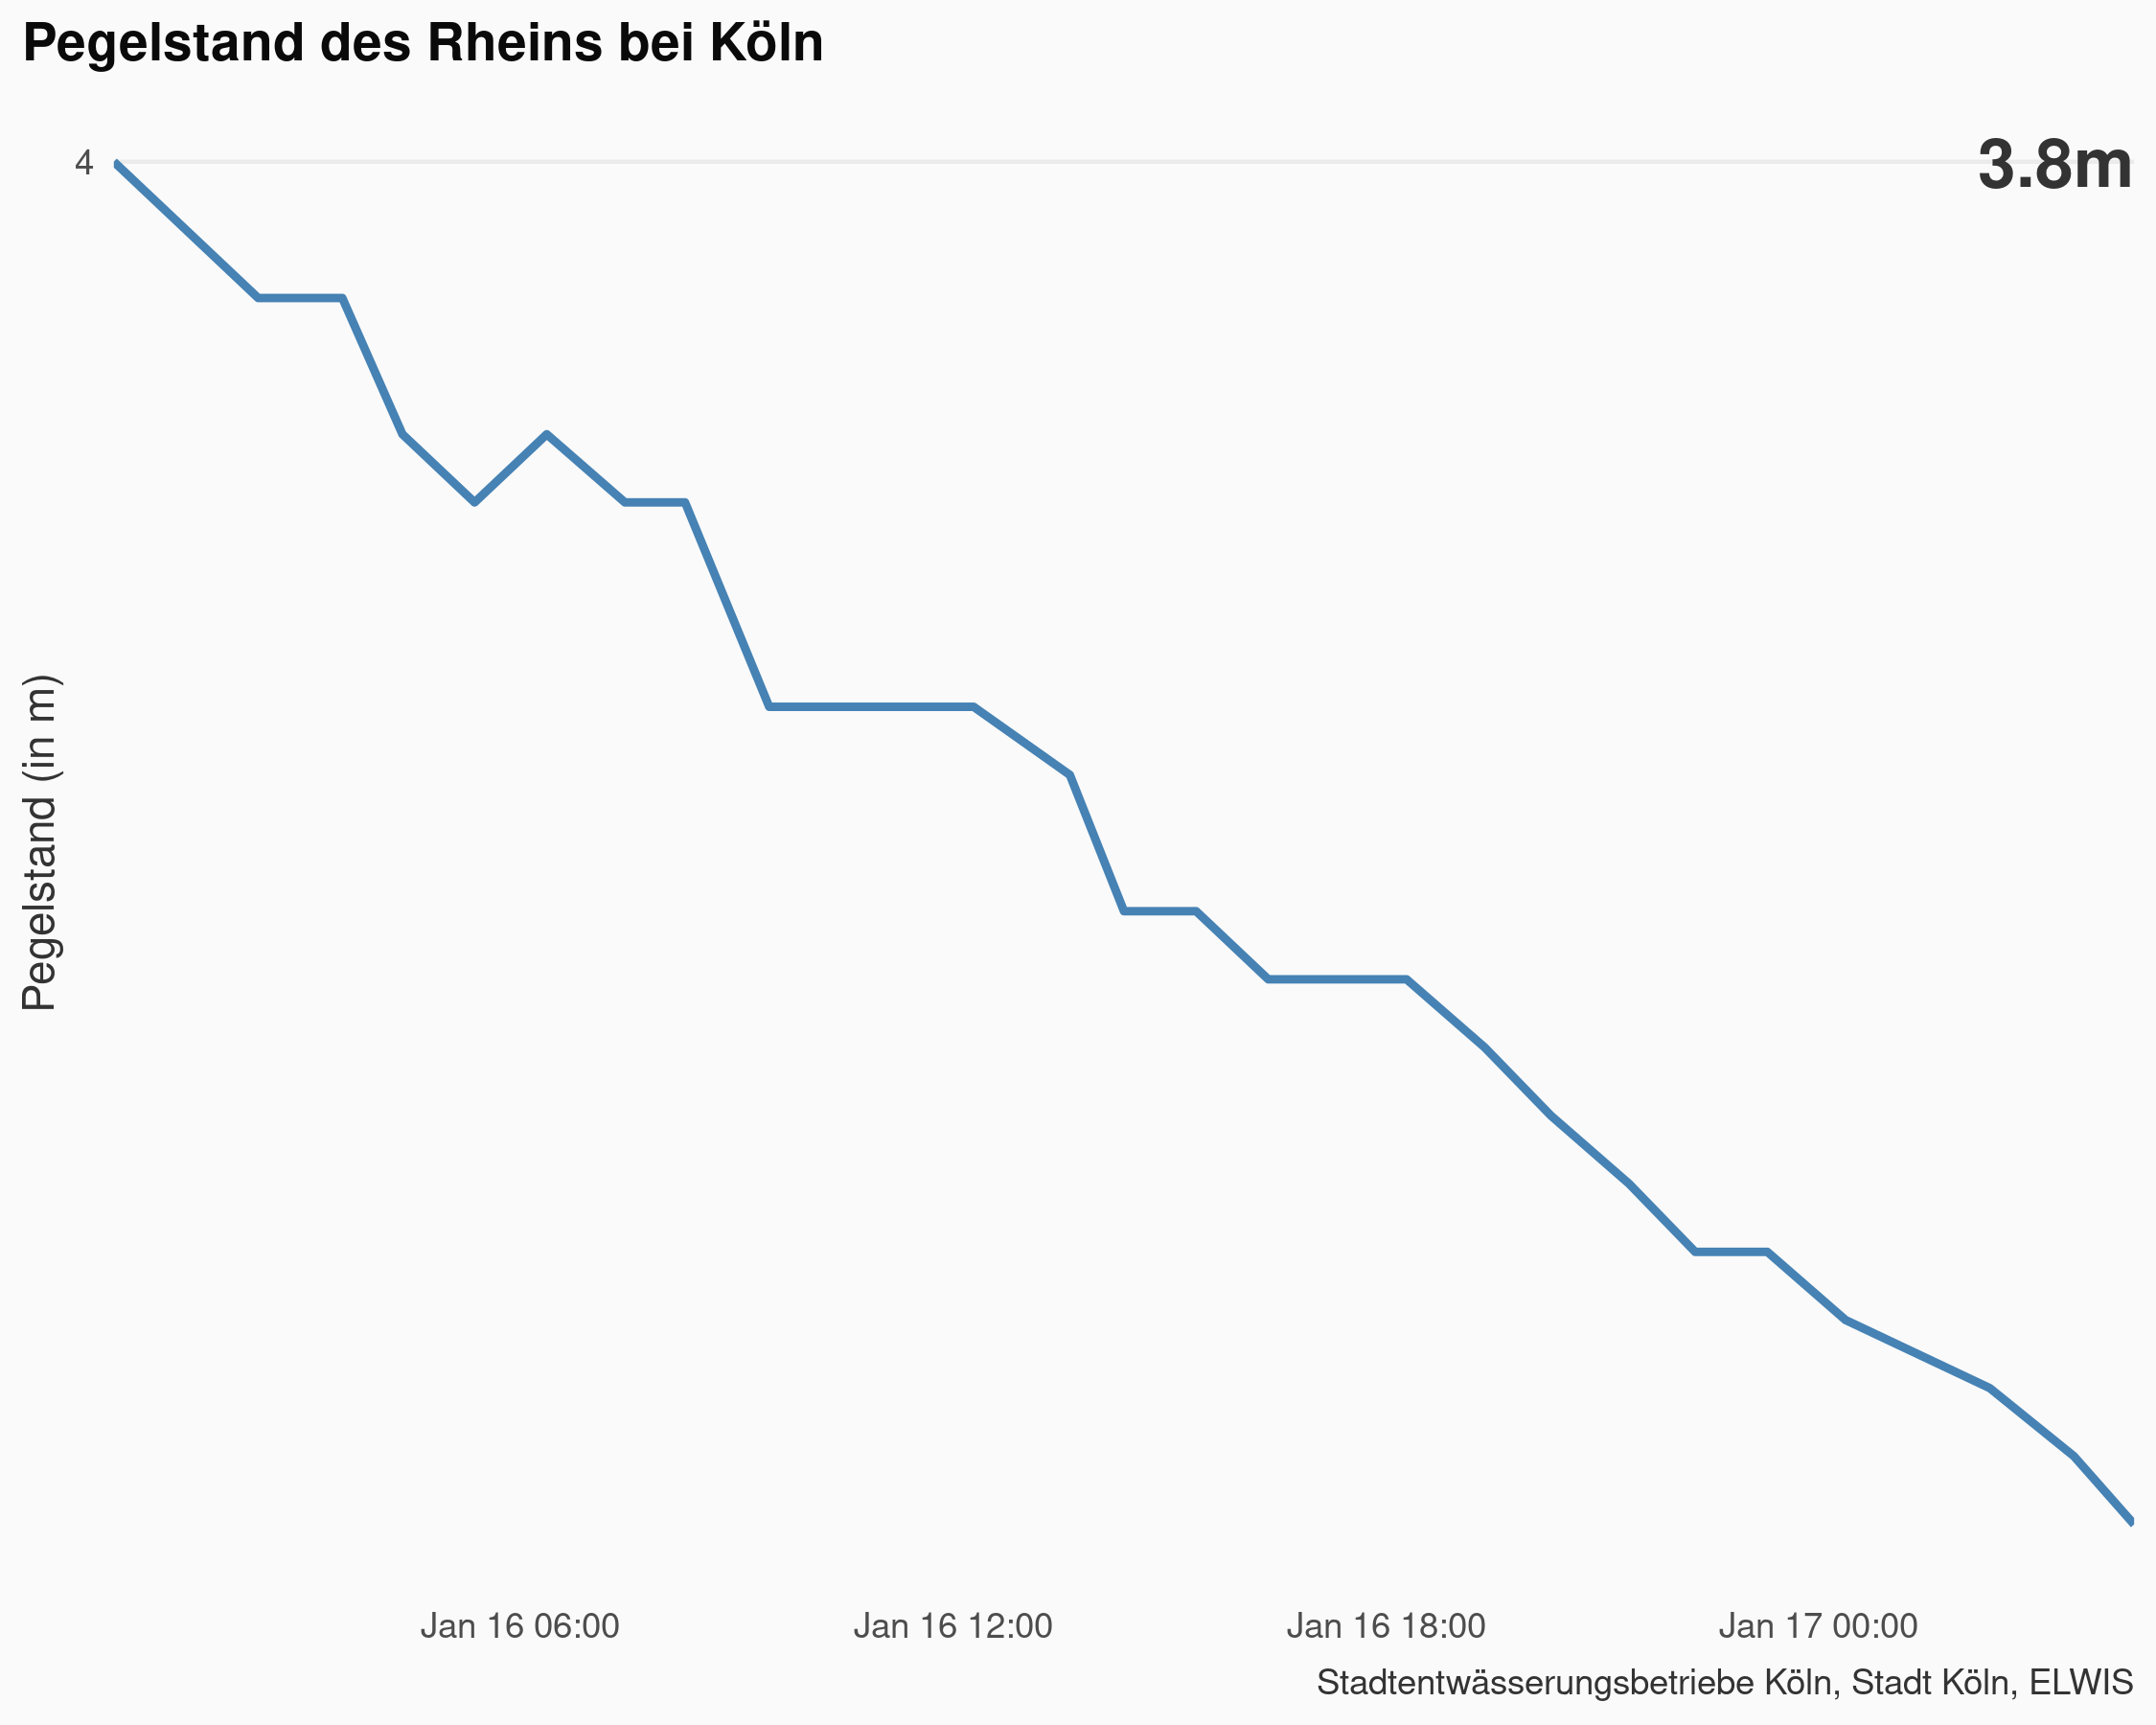 Pegelstand des Rheins bei Köln
4
3.8m
Pegelstand (in m)
Jan 16 06:00
Jan 16 12:00
Jan 16 18:00
Jan 17 00:00
Stadtentwässerungsbetriebe Köln, Stadt Köln, ELWIS